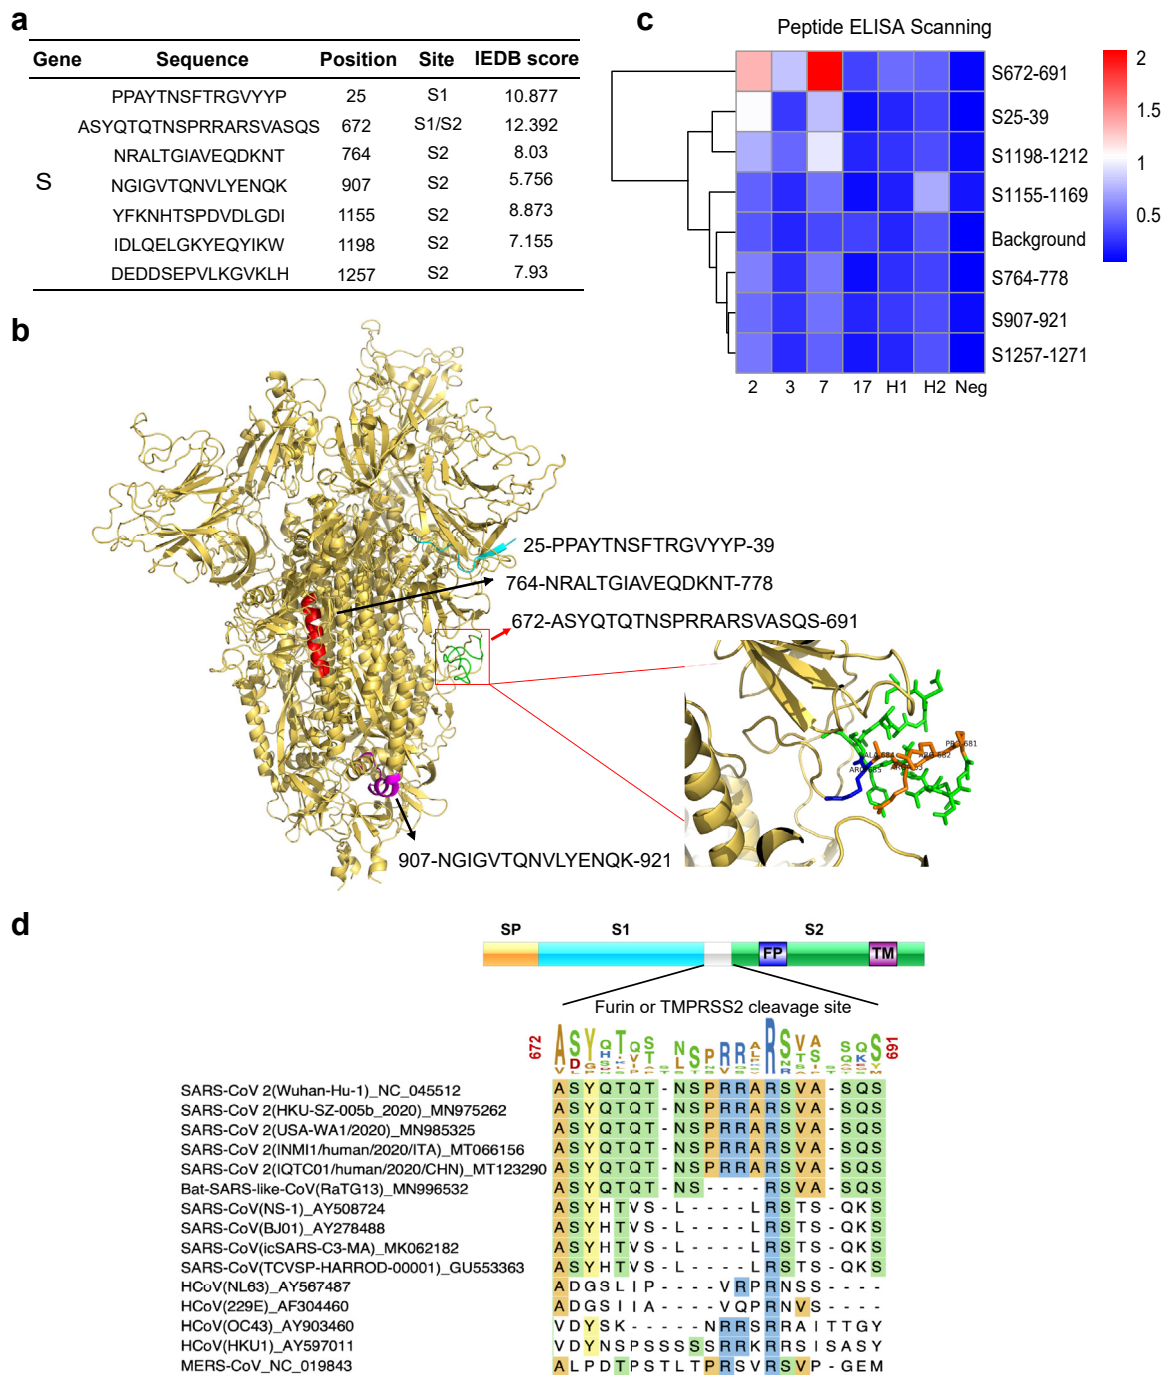 a
Gene Sequence Position Site IEDB score
PPAYTNSFTRGVYYP 25 S1 10.877
ASYQTQTNSPRRARSVASQS 672 S1/S2 12.392
NRALTGIAVEQDKNT 764 S2 8.03
S
NGIGVTQNVLYENQK 907 S2 5.756
YFKNHTSPDVDLGDI 1155 S2 8.873
IDLQELGKYEQYIKW 1198 S2 7.155
DEDDSEPVLKGVKLH 1257 S2 7.93
c
Peptide ELISA Scanning
S672-691
S25-39
S1198-1212
S1155-1169
Background
S764-778
S907-921
S1257-1271
2 3 7 17 H1 H2 Neg
2
1.5
1
0.5
b
25-PPAYTNSFTRGVYYP-39
764-NRALTGIAVEQDKNT-778
672-ASYQTQTNSPRRARSVASQS-691
907-NGIGVTQNVLYENQK-921
d
SP S1 S2
FP TM
Furin or TMPRSS2 cleavage site
672 691
SARS-CoV 2(Wuhan-Hu-1)_NC_045512 ASYQTQT-NSPRRARSVA-SQS
SARS-CoV 2(HKU-SZ-005b_2020)_MN975262 ASYQTQT-NSPRRARSVA-SQS
SARS-CoV 2(USA-WA1/2020)_MN985325 ASYQTQT-NSPRRARSVA-SQS
SARS-CoV 2(INMI1/human/2020/ITA)_MT066156 ASYQTQT-NSPRRARSVA-SQS
SARS-CoV 2(IQTC01/human/2020/CHN)_MT123290 ASYQTQT-NSPRRARSVA-SQS
Bat-SARS-like-CoV(RaTG13)_MN996532 ASYQTQT-NS----RSVA-SQS
SARS-CoV(NS-1)_AY508724 ASYHTVS-L----LRSTS-QKS
SARS-CoV(BJ01)_AY278488 ASYHTVS-L----LRSTS-QKS
SARS-CoV(icSARS-C3-MA)_MK062182 ASYHTVS-L----LRSTS-QKS
SARS-CoV(TCVSP-HARROD-00001)_GU553363 ASYHTVS-L----LRSTS-QKS
HCoV(NL63)_AY567487 ADGSLIP----VRPRNSS----
HCoV(229E)_AF304460 ADGSIIA----VQPRNVS----
HCoV(OC43)_AY903460 VDYSK-----NRRSRRAITTGY
HCoV(HKU1)_AY597011 VDYNSPSSSSSRRKRRSISASY
MERS-CoV_NC_019843 ALPDTPSTLTPRSVRSVP-GEM